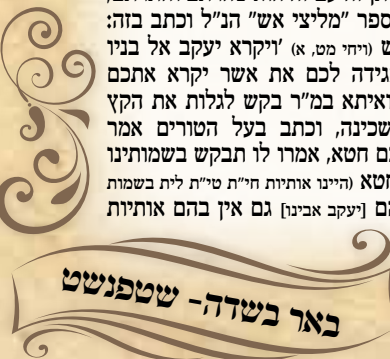 ספר "מליצי אש" הנ"ל וכתב בזה:
(ויחי מט, א) 'ויקרא יעקב אל בניו
גידה לכם את אשר יקרא אתכם
ראיתא במ"ר בקש לגלות את הקץ
שכינה, וכתב בעל הטורים אמר
ם חטא, אמרו לו תבקש בשמותינו
חטא (היינו אותיות חי"ת טי"ת לית בשמות
ם [יעקב אבינו] גם אין בהם אותיות
באר בשדה- שטפנשט